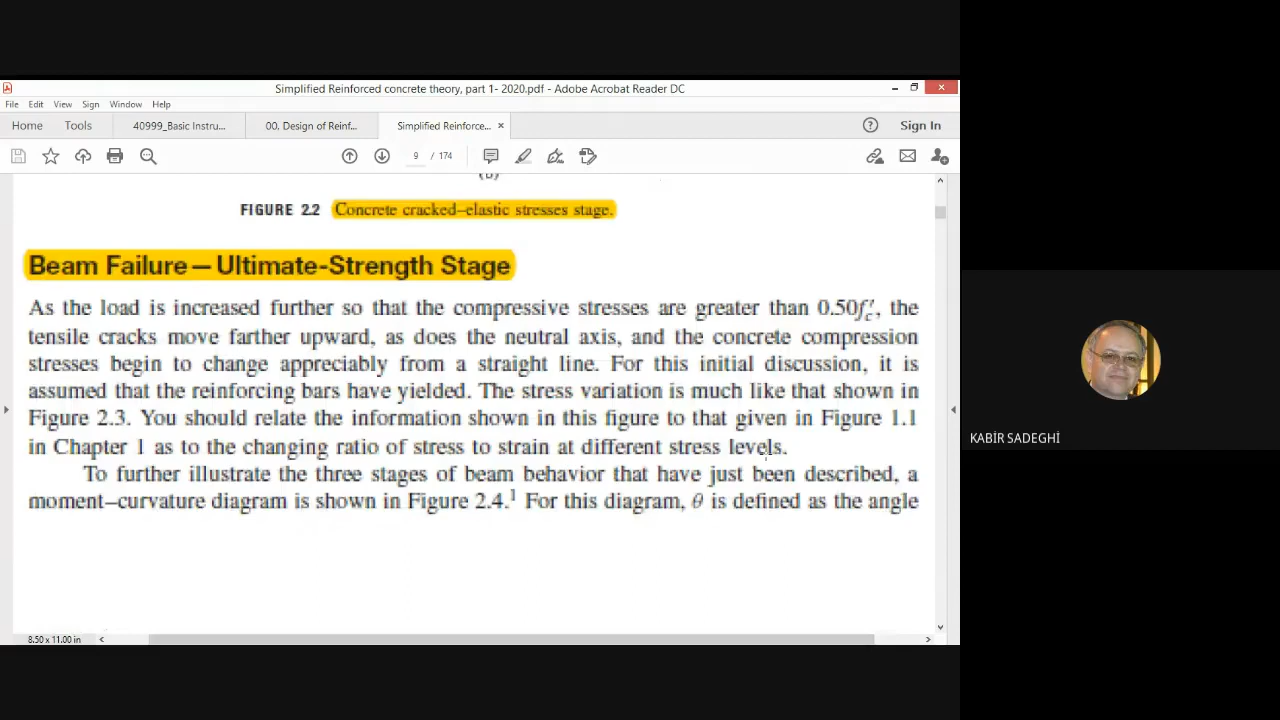 Simplified Reinforced concrete theory, part 1- 2020.pdf - Adobe Acrobat Reader DC
File Edit View Sign Window Help
Home Tools 40999_Basic Instru... 00. Design of Reinf... Simplified Reinforce... × Sign In
9 / 174
FIGURE 2.2 Concrete cracked–elastic stresses stage.
Beam Failure—Ultimate-Strength Stage
As the load is increased further so that the compressive stresses are greater than 0.50f′c, the
tensile cracks move farther upward, as does the neutral axis, and the concrete compression
stresses begin to change appreciably from a straight line. For this initial discussion, it is
assumed that the reinforcing bars have yielded. The stress variation is much like that shown in
Figure 2.3. You should relate the information shown in this figure to that given in Figure 1.1
in Chapter 1 as to the changing ratio of stress to strain at different stress levels.
To further illustrate the three stages of beam behavior that have just been described, a
moment–curvature diagram is shown in Figure 2.4.¹ For this diagram, θ is defined as the angle
8.50 x 11.00 in
KABİR SADEGHİ